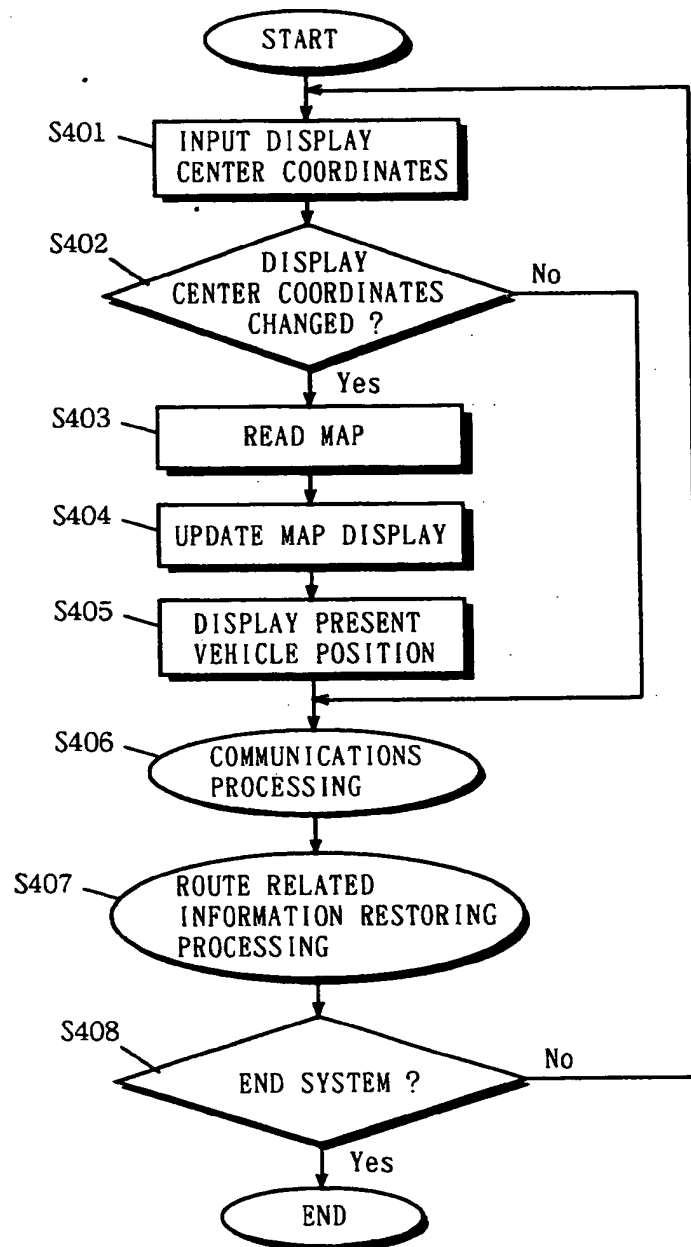 START
S401
INPUT DISPLAY
CENTER COORDINATES
S402
DISPLAY
CENTER COORDINATES
CHANGED ?
No
Yes
S403
READ MAP
S404
UPDATE MAP DISPLAY
S405
DISPLAY PRESENT
VEHICLE POSITION
S406
COMMUNICATIONS
PROCESSING
S407
ROUTE RELATED
INFORMATION RESTORING
PROCESSING
S408
END SYSTEM ?
No
Yes
END